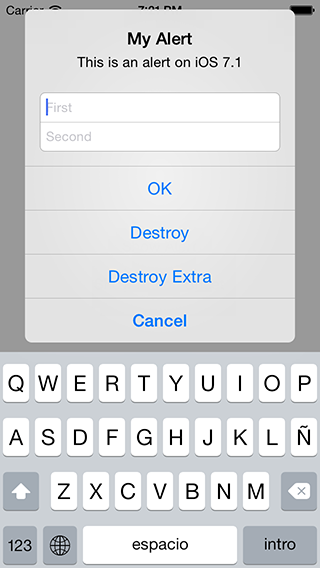 Carrier 7:21 PM
My Alert
This is an alert on iOS 7.1
First
Second
OK
Destroy
Destroy Extra
Cancel
Q W E R T Y U I O P
A S D F G H J K L Ñ
Z X C V B N M
123 espacio intro